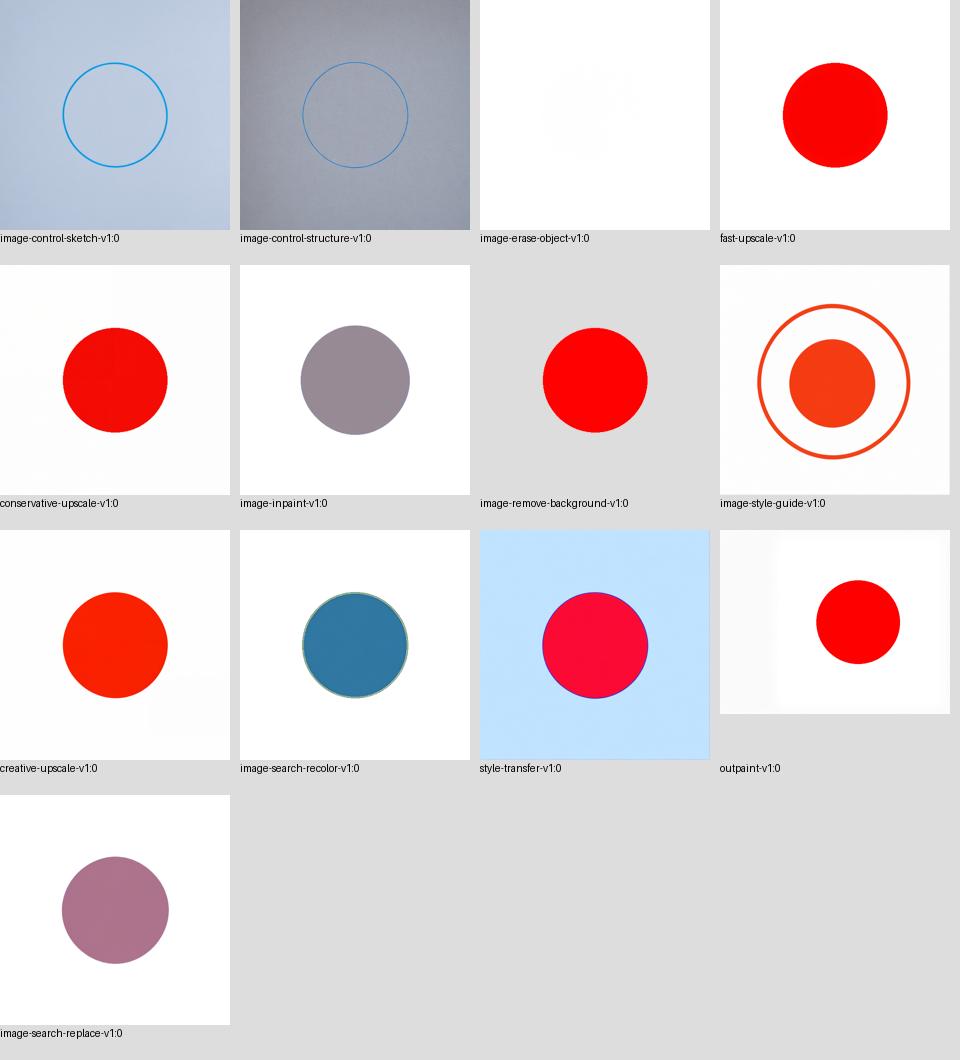 image-control-sketch-v1:0
image-control-structure-v1:0
image-erase-object-v1:0
fast-upscale-v1:0
conservative-upscale-v1:0
image-inpaint-v1:0
image-remove-background-v1:0
image-style-guide-v1:0
creative-upscale-v1:0
image-search-recolor-v1:0
style-transfer-v1:0
outpaint-v1:0
image-search-replace-v1:0